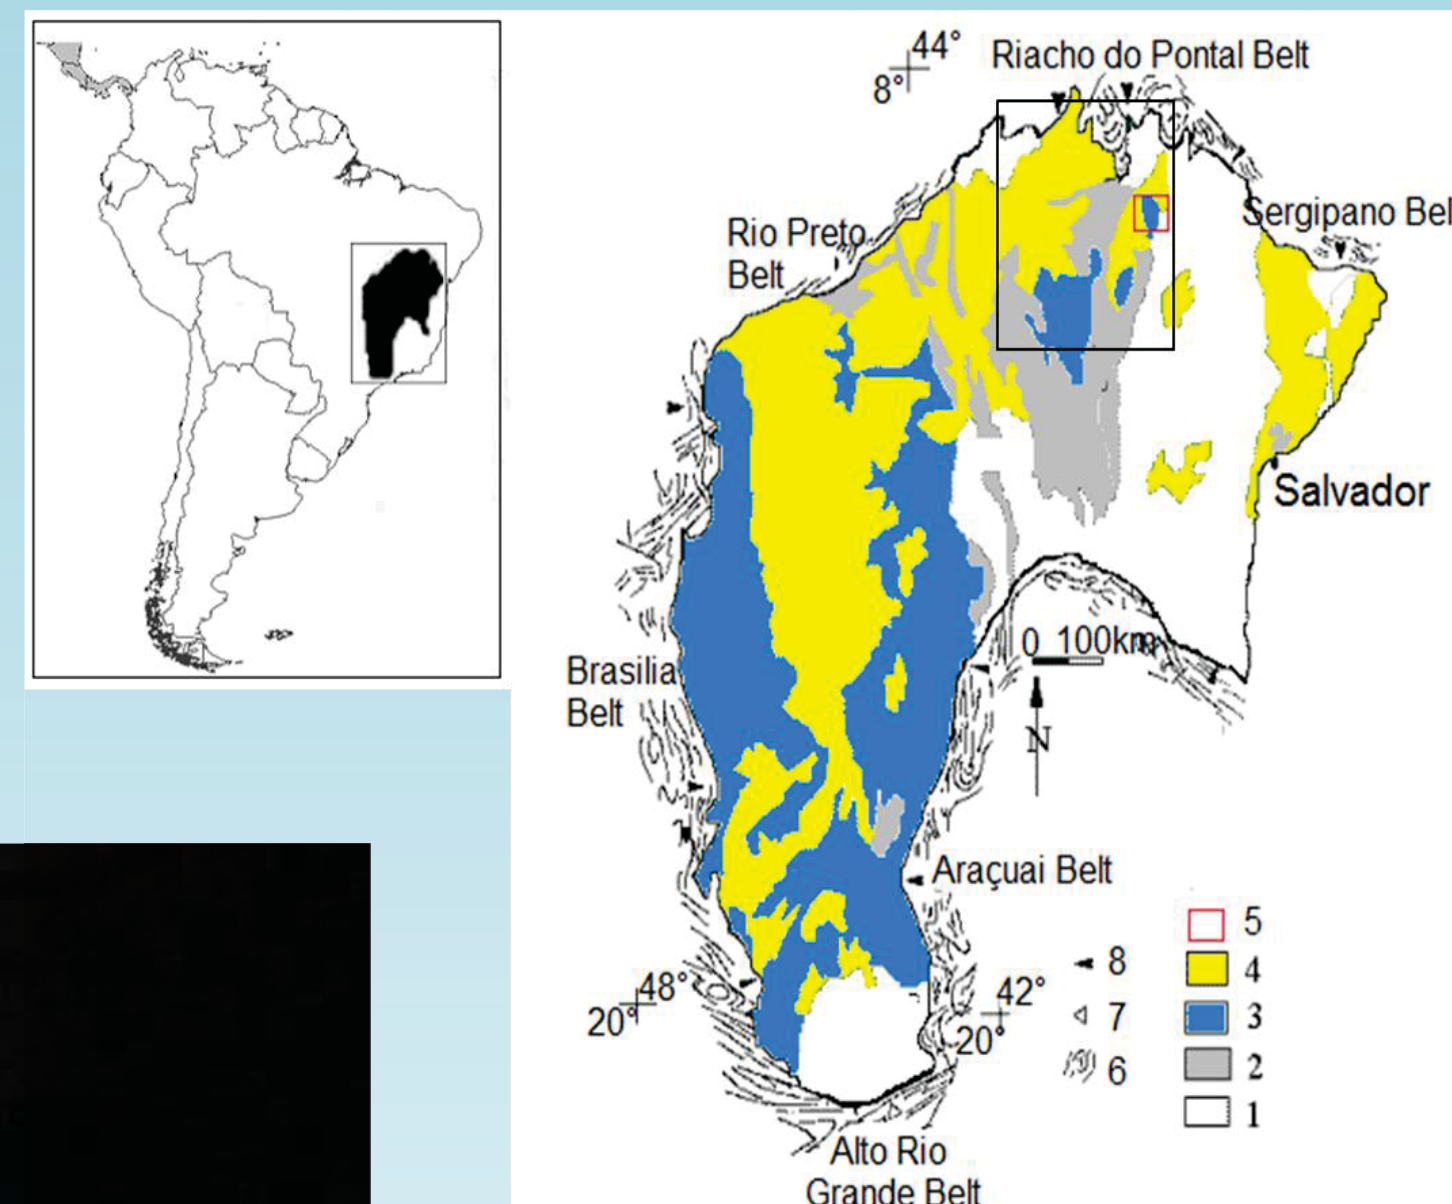 44°
8°
Riacho do Pontal Belt
Rio Preto
Belt
Sergipano Bel
Salvador
0 100km
N
Brasilia
Belt
Araçuai Belt
48°
20°
42°
20°
8
7
6
5
4
3
2
1
Alto Rio
Grande Belt